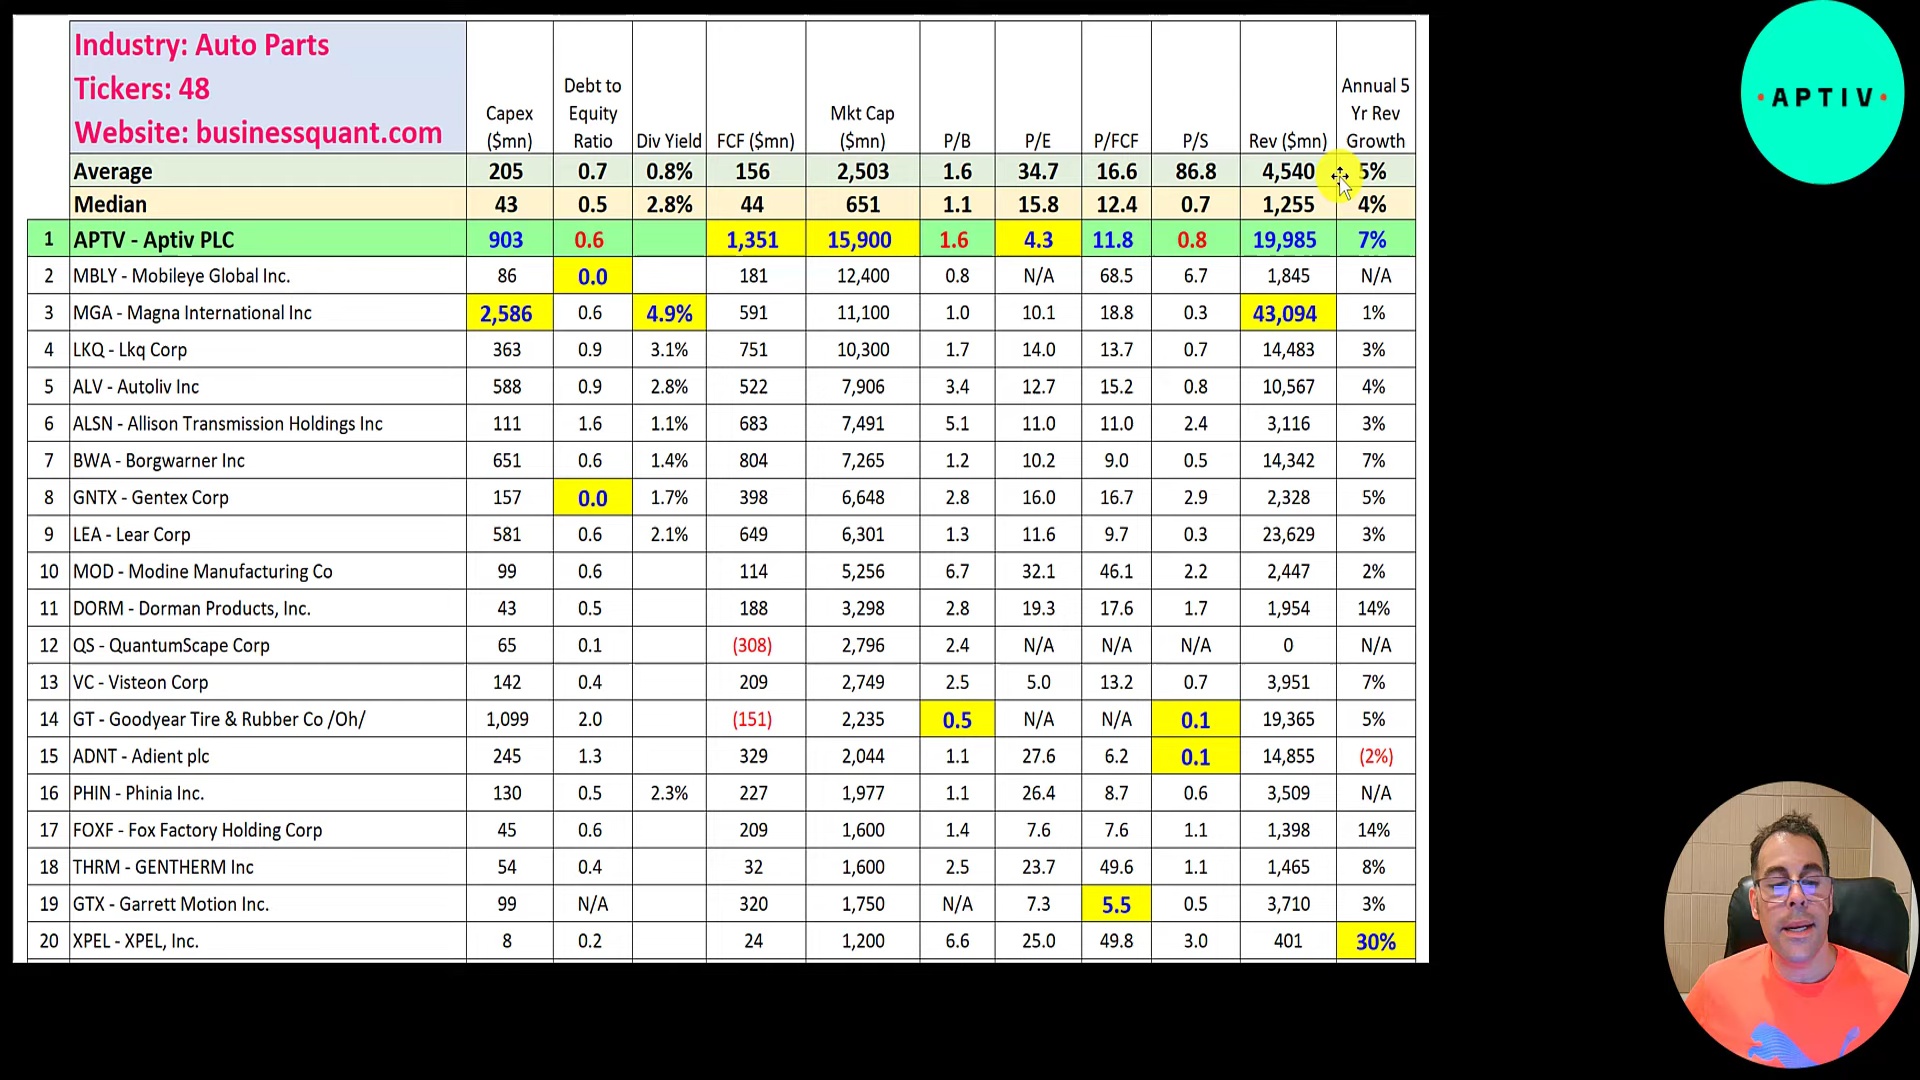 Industry: Auto Parts
Tickers: 48
Website: businessquant.com
Capex ($mn) Debt to Equity Ratio Div Yield FCF ($mn) Mkt Cap ($mn) P/B P/E P/FCF P/S Rev ($mn) Annual 5 Yr Rev Growth
Average 205 0.7 0.8% 156 2,503 1.6 34.7 16.6 86.8 4,540 5%
Median 43 0.5 2.8% 44 651 1.1 15.8 12.4 0.7 1,255 4%
1 APTV - Aptiv PLC 903 0.6 1,351 15,900 1.6 4.3 11.8 0.8 19,985 7%
2 MBLY - Mobileye Global Inc. 86 0.0 181 12,400 0.8 N/A 68.5 6.7 1,845 N/A
3 MGA - Magna International Inc 2,586 0.6 4.9% 591 11,100 1.0 10.1 18.8 0.3 43,094 1%
4 LKQ - Lkq Corp 363 0.9 3.1% 751 10,300 1.7 14.0 13.7 0.7 14,483 3%
5 ALV - Autoliv Inc 588 0.9 2.8% 522 7,906 3.4 12.7 15.2 0.8 10,567 4%
6 ALSN - Allison Transmission Holdings Inc 111 1.6 1.1% 683 7,491 5.1 11.0 11.0 2.4 3,116 3%
7 BWA - Borgwarner Inc 651 0.6 1.4% 804 7,265 1.2 10.2 9.0 0.5 14,342 7%
8 GNTX - Gentex Corp 157 0.0 1.7% 398 6,648 2.8 16.0 16.7 2.9 2,328 5%
9 LEA - Lear Corp 581 0.6 2.1% 649 6,301 1.3 11.6 9.7 0.3 23,629 3%
10 MOD - Modine Manufacturing Co 99 0.6 114 5,256 6.7 32.1 46.1 2.2 2,447 2%
11 DORM - Dorman Products, Inc. 43 0.5 188 3,298 2.8 19.3 17.6 1.7 1,954 14%
12 QS - QuantumScape Corp 65 0.1 (308) 2,796 2.4 N/A N/A N/A 0 N/A
13 VC - Visteon Corp 142 0.4 209 2,749 2.5 5.0 13.2 0.7 3,951 7%
14 GT - Goodyear Tire & Rubber Co /Oh/ 1,099 2.0 (151) 2,235 0.5 N/A N/A 0.1 19,365 5%
15 ADNT - Adient plc 245 1.3 329 2,044 1.1 27.6 6.2 0.1 14,855 (2%)
16 PHIN - Phinia Inc. 130 0.5 2.3% 227 1,977 1.1 26.4 8.7 0.6 3,509 N/A
17 FOXF - Fox Factory Holding Corp 45 0.6 209 1,600 1.4 7.6 7.6 1.1 1,398 14%
18 THRM - GENTHERM Inc 54 0.4 32 1,600 2.5 23.7 49.6 1.1 1,465 8%
19 GTX - Garrett Motion Inc. 99 N/A 320 1,750 N/A 7.3 5.5 0.5 3,710 3%
20 XPEL - XPEL, Inc. 8 0.2 24 1,200 6.6 25.0 49.8 3.0 401 30%
• APTIV •